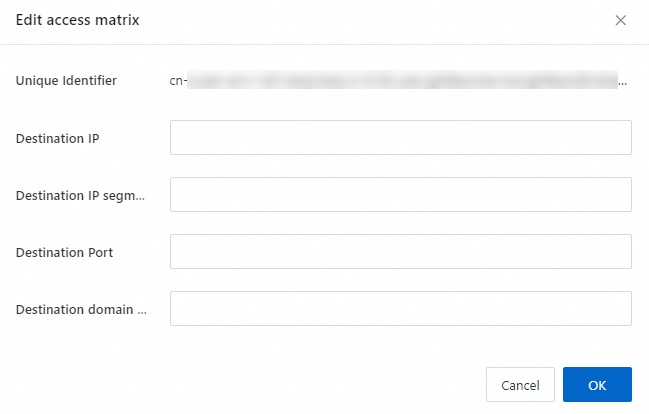 Edit access matrix
Unique Identifier cn-
Destination IP
Destination IP segm...
Destination Port
Destination domain ...
Cancel OK